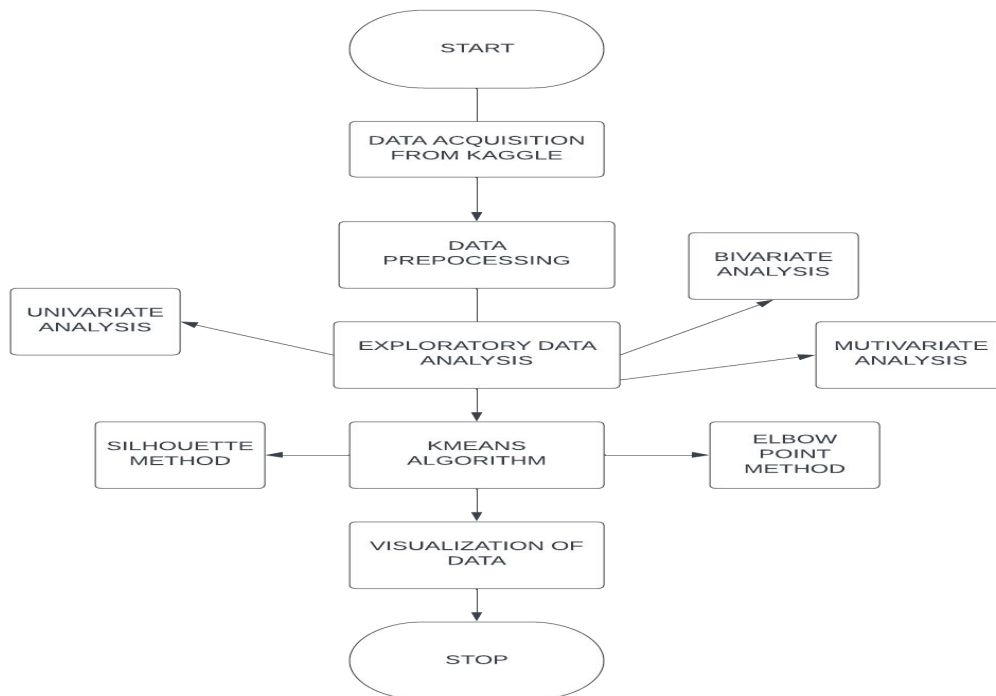 START
DATA ACQUISITION
FROM KAGGLE
DATA
PREPOCESSING
BIVARIATE
ANALYSIS
UNIVARIATE
ANALYSIS
EXPLORATORY DATA
ANALYSIS
MUTIVARIATE
ANALYSIS
SILHOUETTE
METHOD
KMEANS
ALGORITHM
ELBOW
POINT
METHOD
VISUALIZATION OF
DATA
STOP